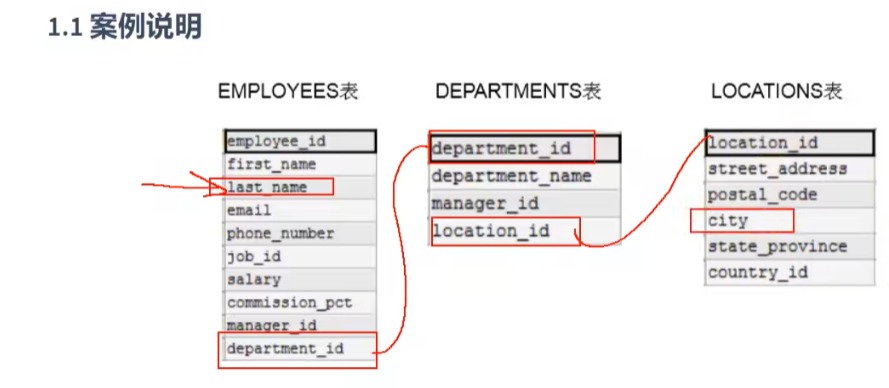 1.1 案例说明
EMPLOYEES表
employee_id
first_name
last_name
email
phone_number
job_id
salary
commission_pct
manager_id
department_id
DEPARTMENTS表
department_id
department_name
manager_id
location_id
LOCATIONS表
location_id
street_address
postal_code
city
state_province
country_id